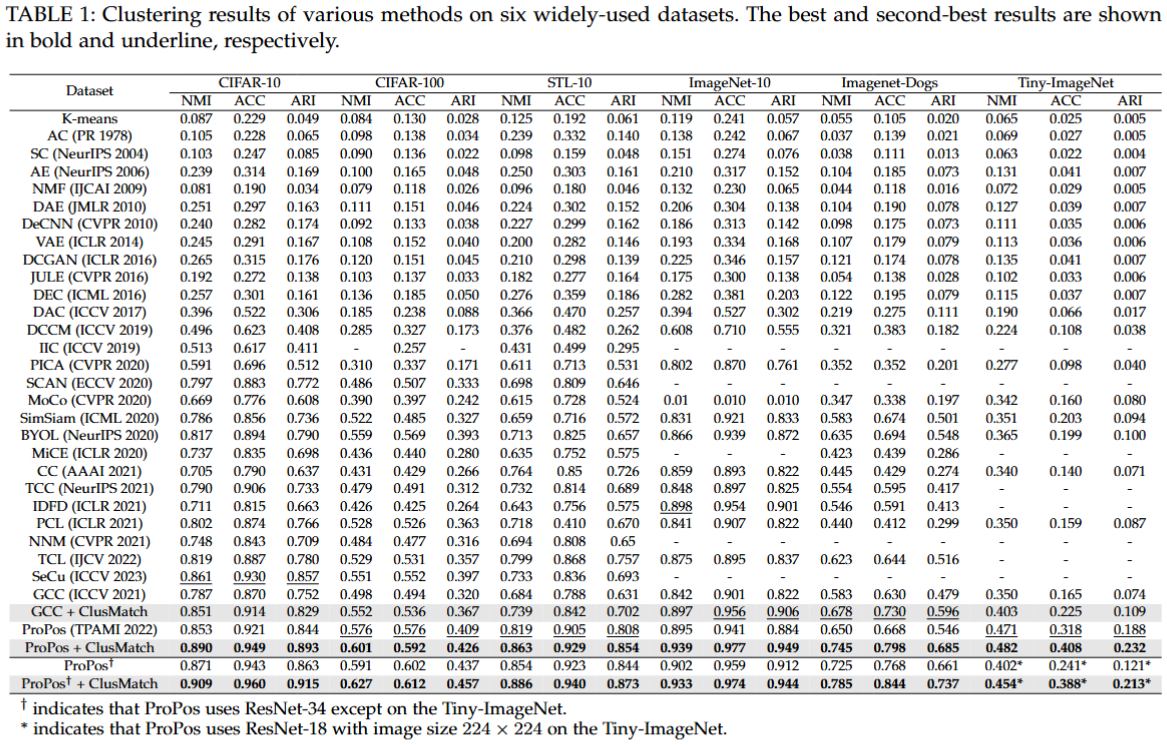 TABLE 1: Clustering results of various methods on six widely-used datasets. The best and second-best results are shown
in bold and underline, respectively.
Dataset CIFAR-10 CIFAR-100 STL-10 ImageNet-10 Imagenet-Dogs Tiny-ImageNet
NMI ACC ARI NMI ACC ARI NMI ACC ARI NMI ACC ARI NMI ACC ARI NMI ACC ARI
K-means 0.087 0.229 0.049 0.084 0.130 0.028 0.125 0.192 0.061 0.119 0.241 0.057 0.055 0.105 0.020 0.065 0.025 0.005
AC (PR 1978) 0.105 0.228 0.065 0.098 0.138 0.034 0.239 0.332 0.140 0.138 0.242 0.067 0.037 0.139 0.021 0.069 0.027 0.005
SC (NeurIPS 2004) 0.103 0.247 0.085 0.090 0.136 0.022 0.098 0.159 0.048 0.151 0.274 0.076 0.038 0.111 0.013 0.063 0.022 0.004
AE (NeurIPS 2006) 0.239 0.314 0.169 0.100 0.165 0.048 0.250 0.303 0.161 0.210 0.317 0.152 0.104 0.185 0.073 0.131 0.041 0.007
NMF (IJCAI 2009) 0.081 0.190 0.034 0.079 0.118 0.026 0.096 0.180 0.046 0.132 0.230 0.065 0.044 0.118 0.016 0.072 0.029 0.005
DAE (JMLR 2010) 0.251 0.297 0.163 0.111 0.151 0.046 0.224 0.302 0.152 0.206 0.304 0.138 0.104 0.190 0.078 0.127 0.039 0.007
DeCNN (CVPR 2010) 0.240 0.282 0.174 0.092 0.133 0.038 0.227 0.299 0.162 0.186 0.313 0.142 0.098 0.175 0.073 0.111 0.035 0.006
VAE (ICLR 2014) 0.245 0.291 0.167 0.108 0.152 0.040 0.200 0.282 0.146 0.193 0.334 0.168 0.107 0.179 0.079 0.113 0.036 0.006
DCGAN (ICLR 2016) 0.265 0.315 0.176 0.120 0.151 0.045 0.210 0.298 0.139 0.225 0.346 0.157 0.121 0.174 0.078 0.135 0.041 0.007
JULE (CVPR 2016) 0.192 0.272 0.138 0.103 0.137 0.033 0.182 0.277 0.164 0.175 0.300 0.138 0.054 0.138 0.028 0.102 0.033 0.006
DEC (ICML 2016) 0.257 0.301 0.161 0.136 0.185 0.050 0.276 0.359 0.186 0.282 0.381 0.203 0.122 0.195 0.079 0.115 0.037 0.007
DAC (ICCV 2017) 0.396 0.522 0.306 0.185 0.238 0.088 0.366 0.470 0.257 0.394 0.527 0.302 0.219 0.275 0.111 0.190 0.066 0.017
DCCM (ICCV 2019) 0.496 0.623 0.408 0.285 0.327 0.173 0.376 0.482 0.262 0.608 0.710 0.555 0.321 0.383 0.182 0.224 0.108 0.038
IIC (ICCV 2019) 0.513 0.617 0.411 - 0.257 - 0.431 0.499 0.295 - - - - - - - - -
PICA (CVPR 2020) 0.591 0.696 0.512 0.310 0.337 0.171 0.611 0.713 0.531 0.802 0.870 0.761 0.352 0.352 0.201 0.277 0.098 0.040
SCAN (ECCV 2020) 0.797 0.883 0.772 0.486 0.507 0.333 0.698 0.809 0.646 - - - - - - - - -
MoCo (CVPR 2020) 0.669 0.776 0.608 0.390 0.397 0.242 0.615 0.728 0.524 0.01 0.010 0.010 0.347 0.338 0.197 0.342 0.160 0.080
SimSiam (ICML 2020) 0.786 0.856 0.736 0.522 0.485 0.327 0.659 0.716 0.572 0.831 0.921 0.833 0.583 0.674 0.501 0.351 0.203 0.094
BYOL (NeurIPS 2020) 0.817 0.894 0.790 0.559 0.569 0.393 0.713 0.825 0.657 0.866 0.939 0.872 0.635 0.694 0.548 0.365 0.199 0.100
MiCE (ICLR 2020) 0.737 0.835 0.698 0.436 0.440 0.280 0.635 0.752 0.575 - - - 0.423 0.439 0.286 - - -
CC (AAAI 2021) 0.705 0.790 0.637 0.431 0.429 0.266 0.764 0.85 0.726 0.859 0.893 0.822 0.445 0.429 0.274 0.340 0.140 0.071
TCC (NeurIPS 2021) 0.790 0.906 0.733 0.479 0.491 0.312 0.732 0.814 0.689 0.848 0.897 0.825 0.554 0.595 0.417 - - -
IDFD (ICLR 2021) 0.711 0.815 0.663 0.426 0.425 0.264 0.643 0.756 0.575 0.898 0.954 0.901 0.546 0.591 0.413 - - -
PCL (ICLR 2021) 0.802 0.874 0.766 0.528 0.526 0.363 0.718 0.410 0.670 0.841 0.907 0.822 0.440 0.412 0.299 0.350 0.159 0.087
NNM (CVPR 2021) 0.748 0.843 0.709 0.484 0.477 0.316 0.694 0.808 0.65 - - - - - - - - -
TCL (IJCV 2022) 0.819 0.887 0.780 0.529 0.531 0.357 0.799 0.868 0.757 0.875 0.895 0.837 0.623 0.644 0.516 - - -
SeCu (ICCV 2023) 0.861 0.930 0.857 0.551 0.552 0.397 0.733 0.836 0.693 - - - - - - - - -
GCC (ICCV 2021) 0.787 0.870 0.752 0.498 0.494 0.320 0.684 0.788 0.631 0.842 0.901 0.822 0.583 0.630 0.479 0.350 0.165 0.074
GCC + ClusMatch 0.851 0.914 0.829 0.552 0.536 0.367 0.739 0.842 0.702 0.897 0.956 0.906 0.678 0.730 0.596 0.403 0.225 0.109
ProPos (TPAMI 2022) 0.853 0.921 0.844 0.576 0.576 0.409 0.819 0.905 0.808 0.895 0.941 0.884 0.650 0.668 0.546 0.471 0.318 0.188
ProPos + ClusMatch 0.890 0.949 0.893 0.601 0.592 0.426 0.863 0.929 0.854 0.939 0.977 0.949 0.745 0.798 0.685 0.482 0.408 0.232
ProPos† 0.871 0.943 0.863 0.591 0.602 0.437 0.854 0.923 0.844 0.902 0.959 0.912 0.725 0.768 0.661 0.402* 0.241* 0.121*
ProPos† + ClusMatch 0.909 0.960 0.915 0.627 0.612 0.457 0.886 0.940 0.873 0.933 0.974 0.944 0.785 0.844 0.737 0.454* 0.388* 0.213*
† indicates that ProPos uses ResNet-34 except on the Tiny-ImageNet.
* indicates that ProPos uses ResNet-18 with image size 224 × 224 on the Tiny-ImageNet.